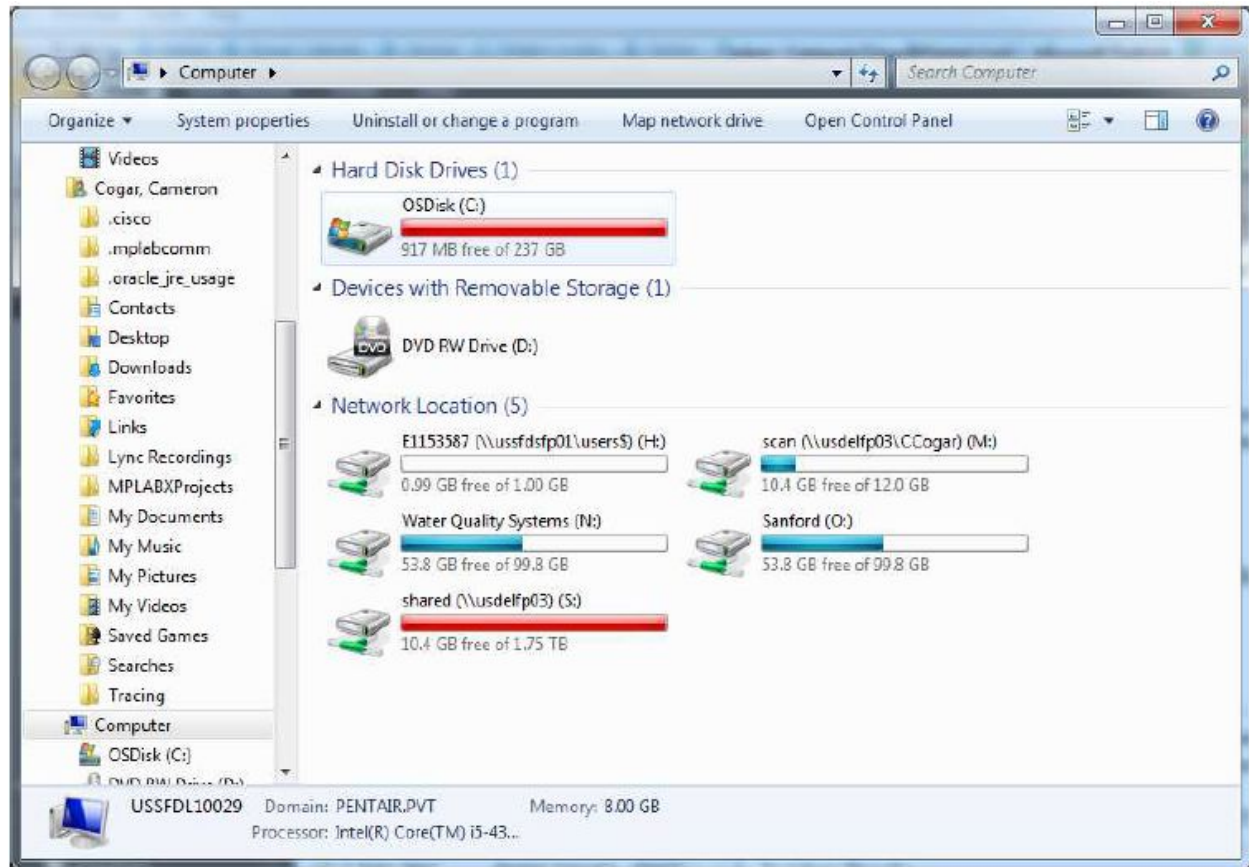 Computer
Search Computer
Organize
System properties
Uninstall or change a program
Map network drive
Open Control Panel
Videos
Cogar, Cameron
.cisco
.mplabcomm
.oracle_jre_usage
Contacts
Desktop
Downloads
Favorites
Links
Lync Recordings
MPLABXProjects
My Documents
My Music
My Pictures
My Videos
Saved Games
Searches
Tracing
Computer
OSDisk (C:)
DVD RW Drive (D:)
Hard Disk Drives (1)
OSDisk (C:)
917 MB free of 237 GB
Devices with Removable Storage (1)
DVD
DVD RW Drive (D:)
Network Location (5)
E1153587 (\\ussfdsfp01\users$) (H:)
0.99 GB free of 1.00 GB
scan (\\usdelfp03\CCogar) (M:)
10.4 GB free of 12.0 GB
Water Quality Systems (N:)
53.8 GB free of 99.8 GB
Sanford (O:)
53.8 GB free of 99.8 GB
shared (\\usdelfp03) (S:)
10.4 GB free of 1.75 TB
USSFDL10029
Domain: PENTAIR.PVT
Memory: 8.00 GB
Processor: Intel(R) Core(TM) i5-43...